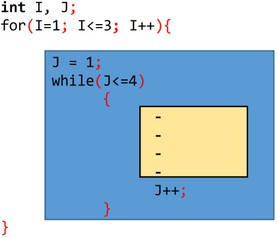 int I, J;
for(I=1; I<=3; I++){
J = 1;
while(J<=4)
{
-
-
-
-
J++;
}
}